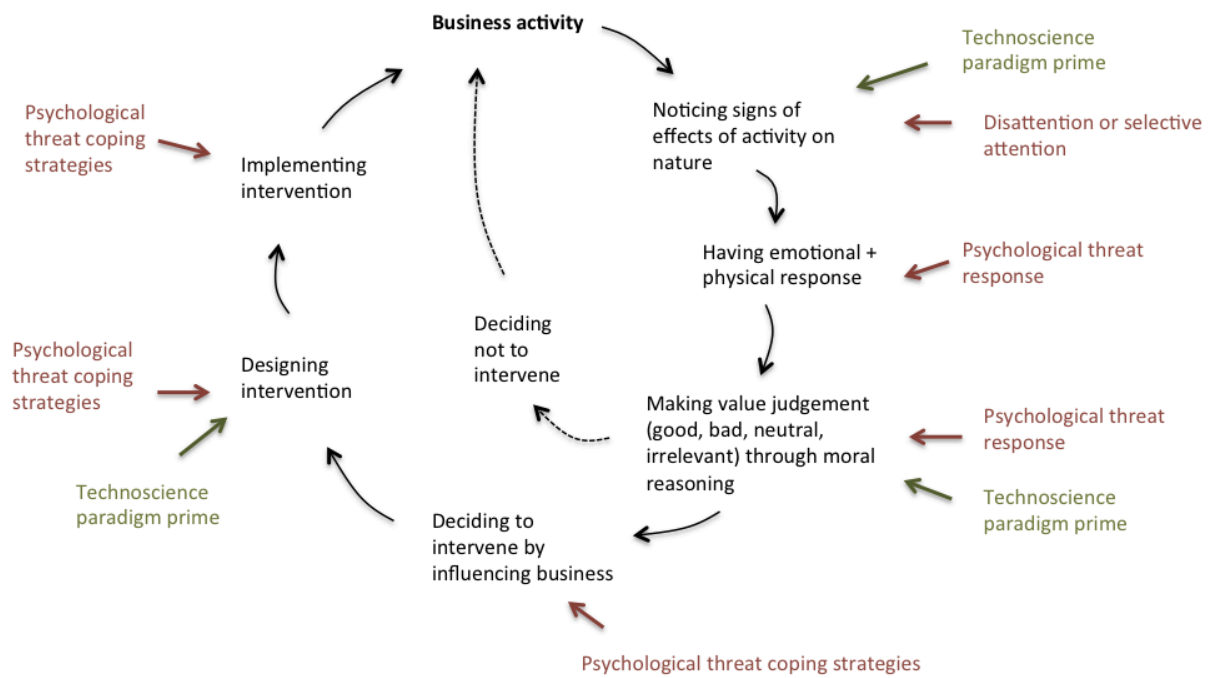 Business activity
Technoscience
paradigm prime
Noticing signs of
effects of activity on
nature
Disattention or selective
attention
Psychological
threat coping
strategies
Implementing
intervention
Having emotional +
physical response
Psychological threat
response
Deciding
not to
intervene
Psychological
threat coping
strategies
Designing
intervention
Making value judgement
(good, bad, neutral,
irrelevant) through moral
reasoning
Psychological threat
response
Technoscience
paradigm prime
Technoscience
paradigm prime
Deciding to
intervene by
influencing business
Psychological threat coping strategies